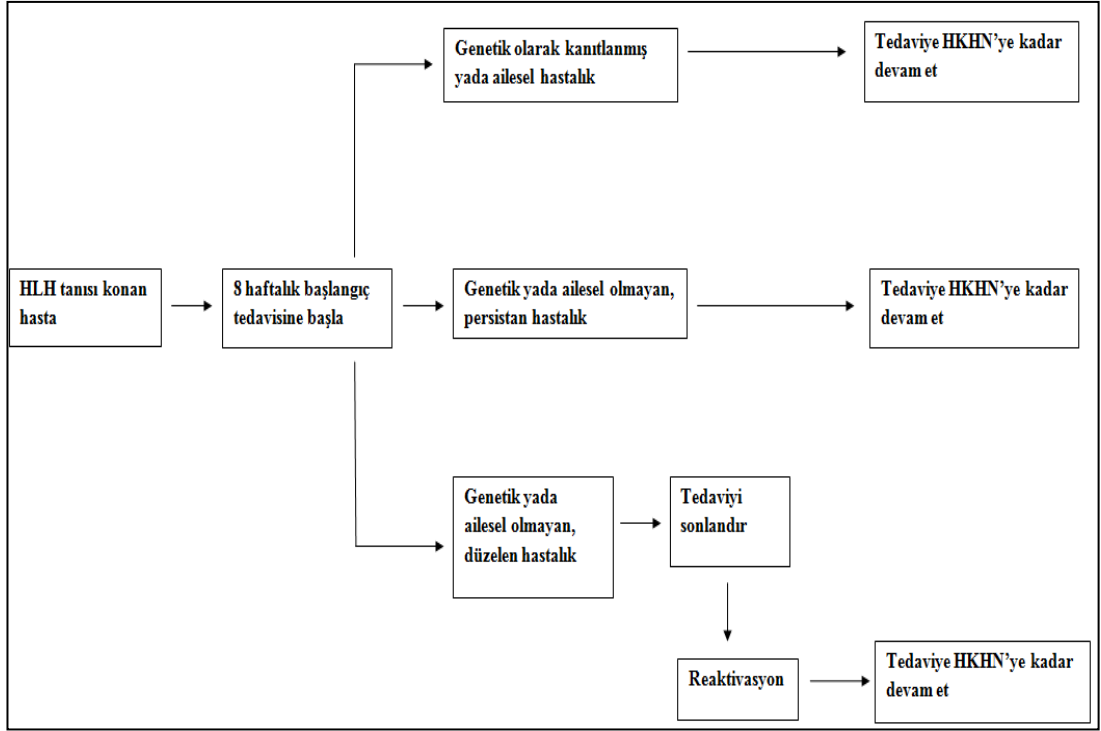 Genetik olarak kanıtlanmış
yada ailesel hastalık
Tedaviye HKHN’ye kadar
devam et
HLH tanısı konan
hasta
8 haftalık başlangıç
tedavisine başla
Genetik yada ailesel olmayan,
persistan hastalık
Tedaviye HKHN’ye kadar
devam et
Genetik yada
ailesel olmayan,
düzelen hastalık
Tedaviyi
sonlandır
Reaktivasyon
Tedaviye HKHN’ye kadar
devam et